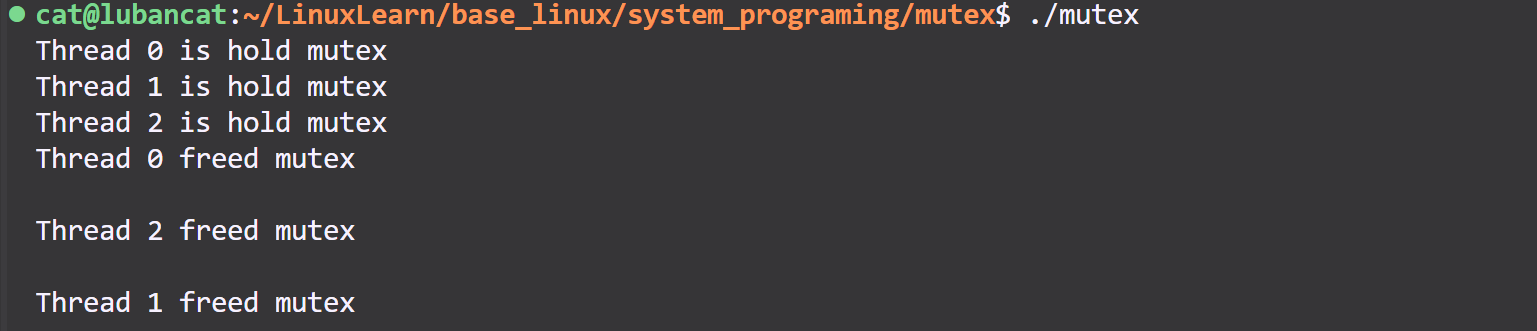 cat@lubancat:~/LinuxLearn/base_linux/system_programing/mutex$ ./mutex
Thread 0 is hold mutex
Thread 1 is hold mutex
Thread 2 is hold mutex
Thread 0 freed mutex
Thread 2 freed mutex
Thread 1 freed mutex